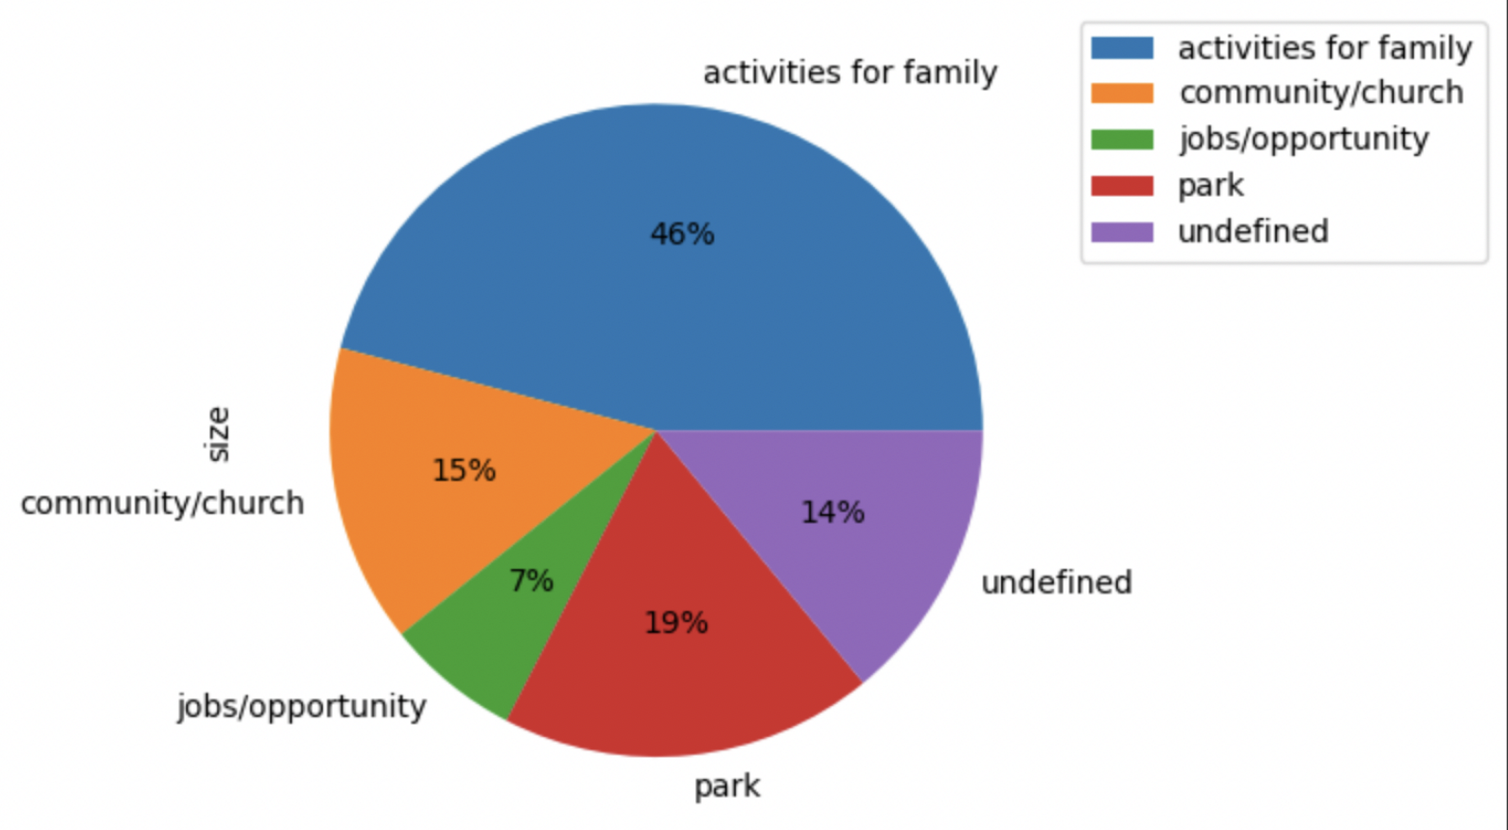 activities for family
46%
size
community/church
15%
7%
jobs/opportunity
19%
park
14%
undefined
activities for family
community/church
jobs/opportunity
park
undefined